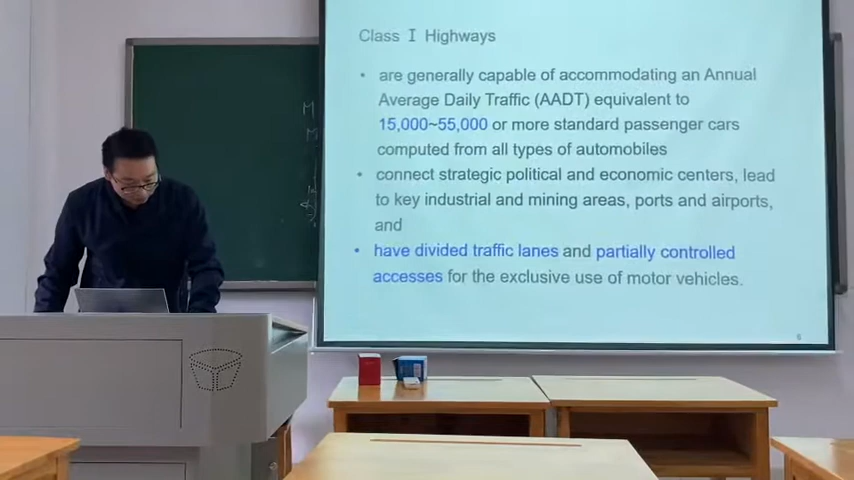 Class Ⅰ Highways
• are generally capable of accommodating an Annual
Average Daily Traffic (AADT) equivalent to
15,000~55,000 or more standard passenger cars
computed from all types of automobiles
• connect strategic political and economic centers, lead
to key industrial and mining areas, ports and airports,
and
• have divided traffic lanes and partially controlled
accesses for the exclusive use of motor vehicles.